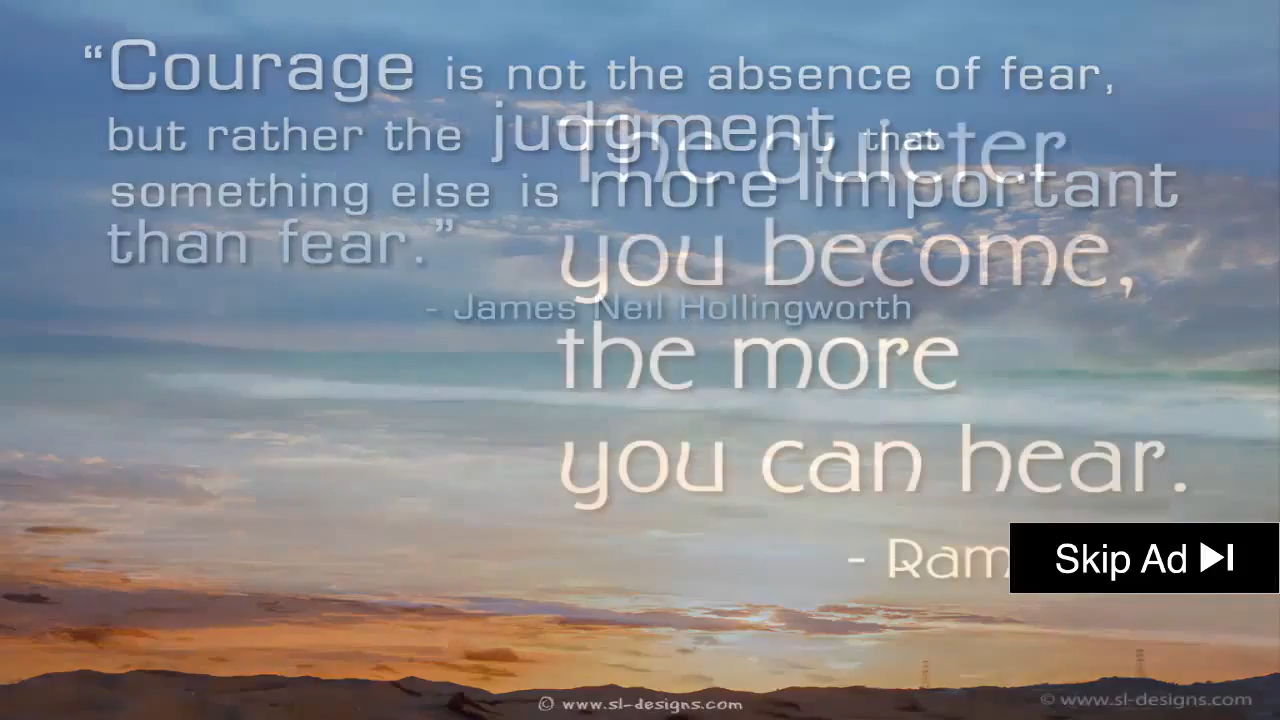 “Courage is not the absence of fear,
but rather the judgment, that
something else is more important
than fear.”
- James Neil Hollingworth
The quieter
you become,
the more
you can hear.
- Ram
Skip Ad
© www.sl-designs.com
© www.sl-designs.com